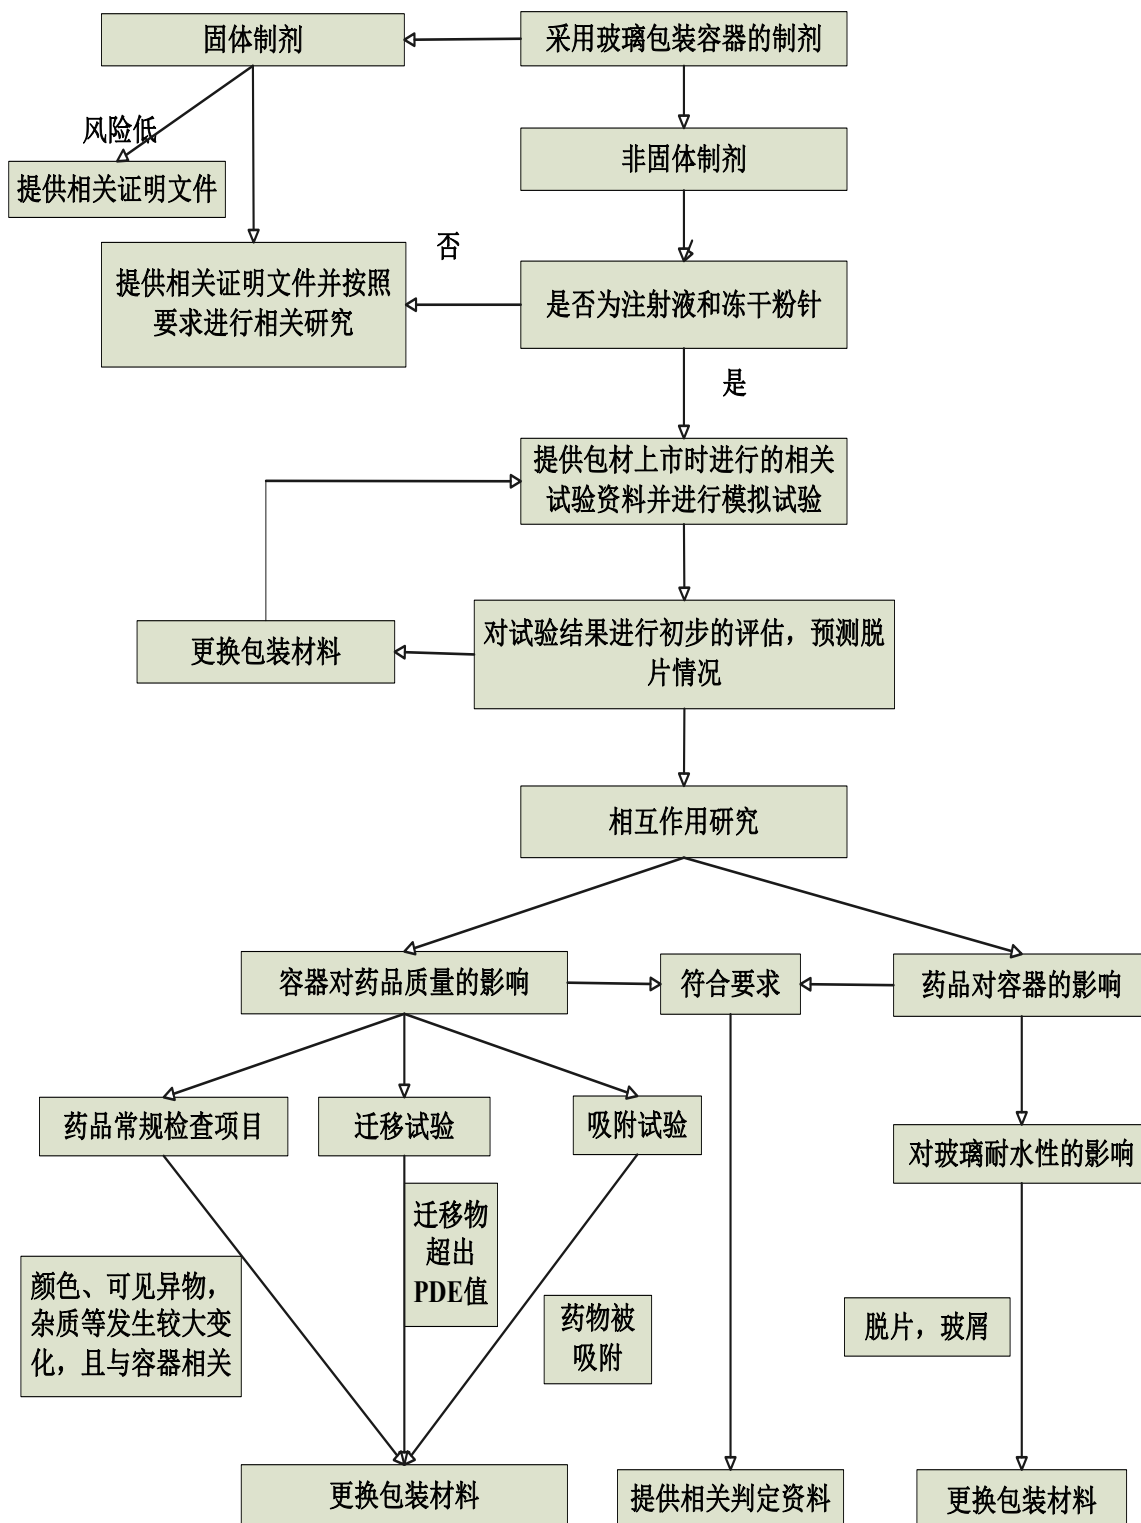 固体制剂
采用玻璃包装容器的制剂
风险低
非固体制剂
提供相关证明文件
否
提供相关证明文件并按照
要求进行相关研究
是否为注射液和冻干粉针
是
提供包材上市时进行的相关
试验资料并进行模拟试验
更换包装材料
对试验结果进行初步的评估，预测脱
片情况
相互作用研究
容器对药品质量的影响
符合要求
药品对容器的影响
药品常规检查项目
迁移试验
吸附试验
对玻璃耐水性的影响
迁移物
超出
PDE值
颜色、可见异物，
杂质等发生较大变
化，且与容器相关
药物被
吸附
脱片，玻屑
更换包装材料
提供相关判定资料
更换包装材料